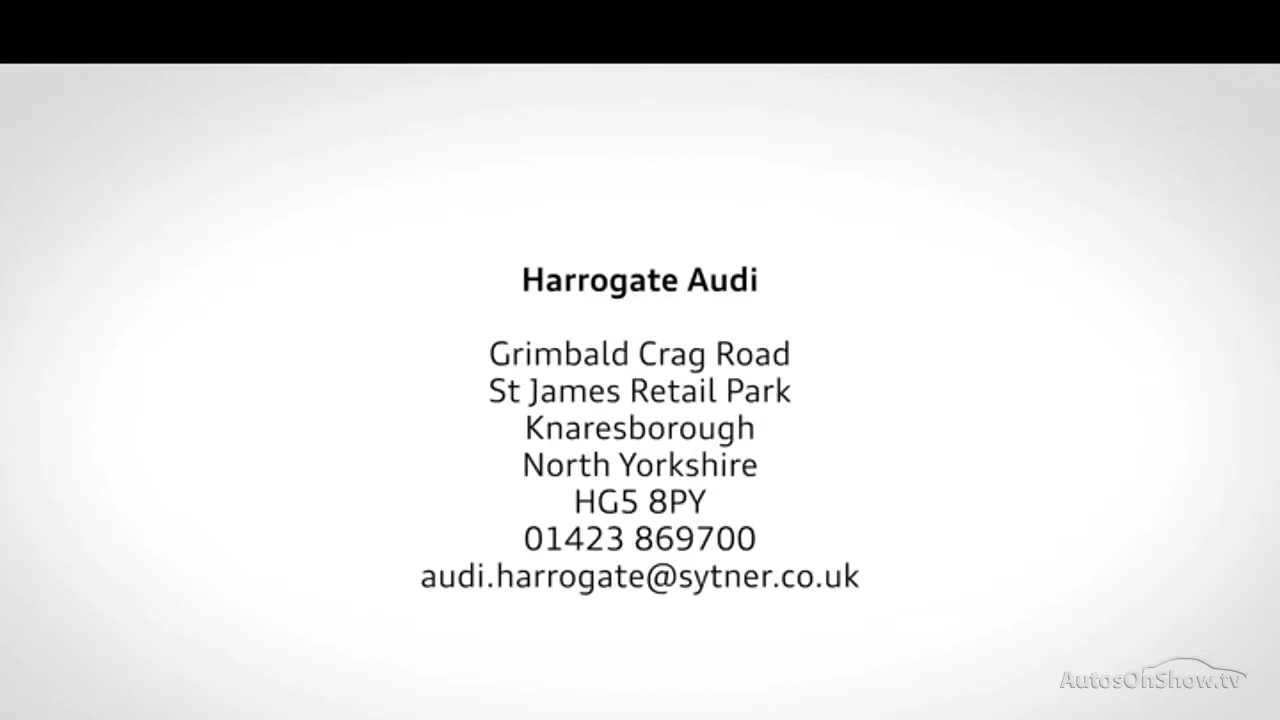 Harrogate Audi
Grimbald Crag Road
St James Retail Park
Knaresborough
North Yorkshire
HG5 8PY
01423 869700
audi.harrogate@sytner.co.uk
AutosOnShow.tv